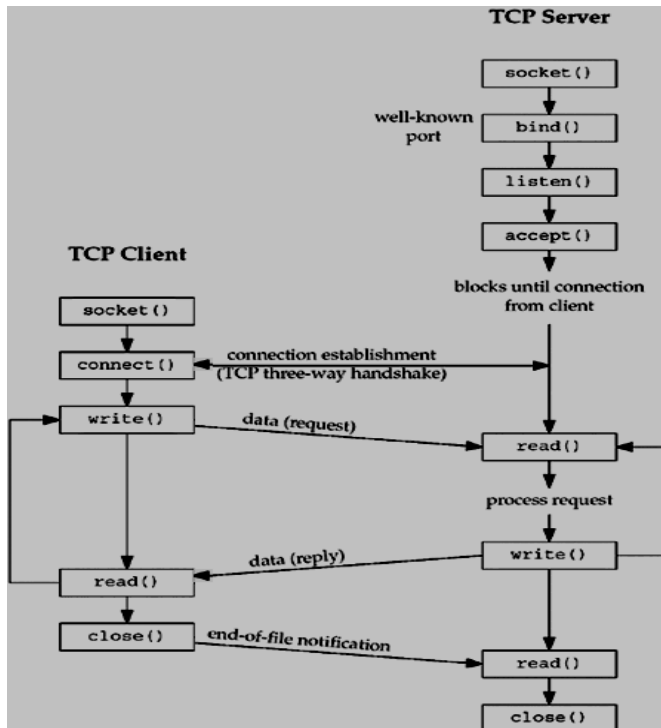 TCP Server
socket()
well-known
port
bind()
listen()
accept()
blocks until connection
from client
TCP Client
socket()
connect()
connection establishment
(TCP three-way handshake)
write()
data (request)
read()
process request
write()
data (reply)
read()
close()
end-of-file notification
read()
close()